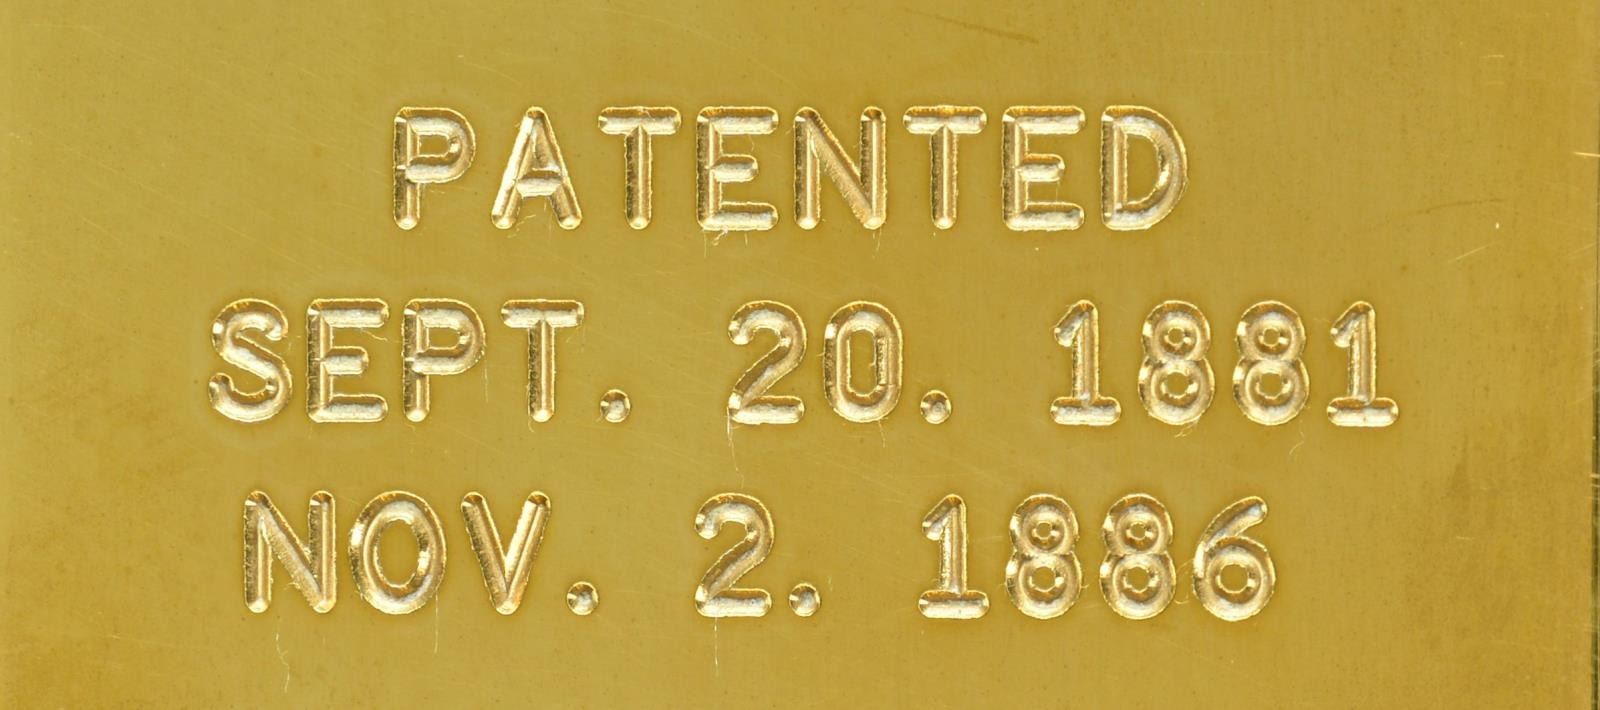 PATENTED
SEPT. 20. 1881
NOV. 2. 1886